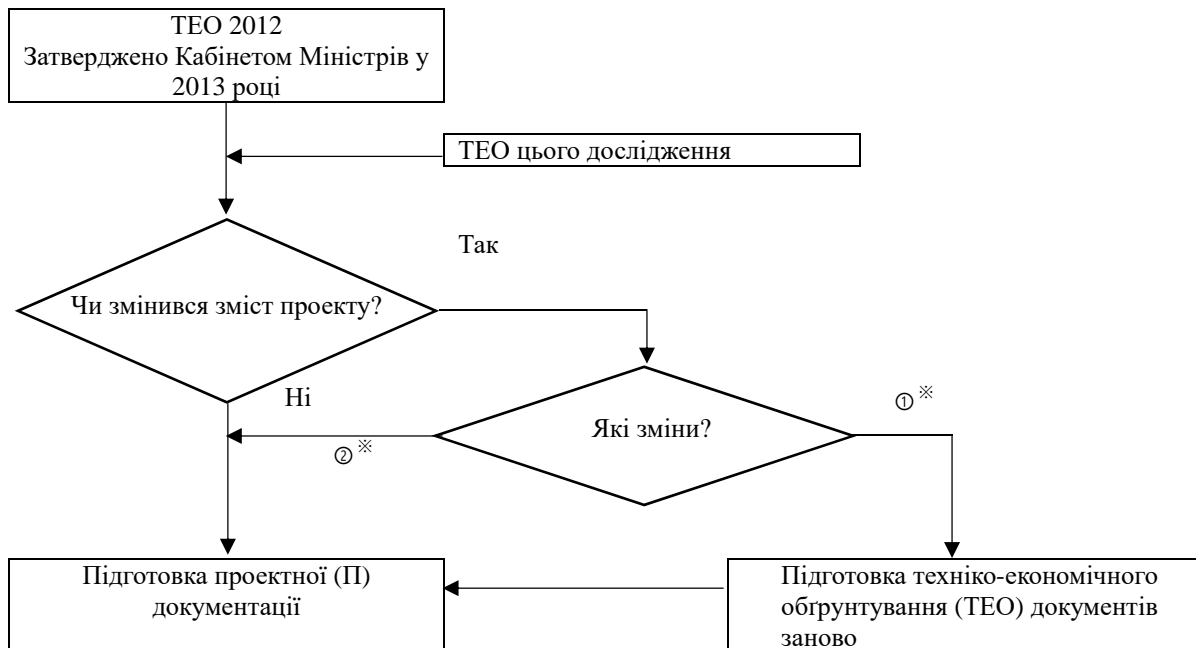 ТЕО 2012
Затверджено Кабінетом Міністрів у
2013 році
ТЕО цього дослідження
Так
Чи змінився зміст проекту?
Ні
Які зміни?
①※
②※
Підготовка проектної (П)
документації
Підготовка техніко-економічного
обґрунтування (ТЕО) документів
заново